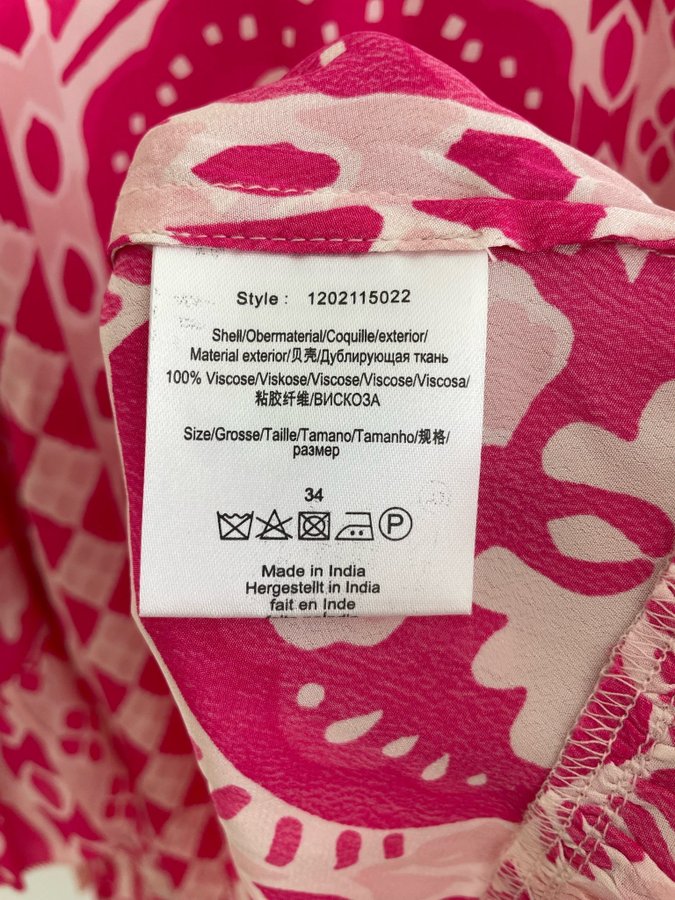 Style : 1202115022
Shell/Obermaterial/Coquille/exterior/
Material exterior/贝壳/Дублирующая ткань
100% Viscose/Viskose/Viscose/Viscose/Viscosa/
粘胶纤维/ВИСКОЗА
Size/Grosse/Taille/Tamano/Tamanho/规格/
размер
34
P
Made in India
Hergestellt in India
fait en Inde